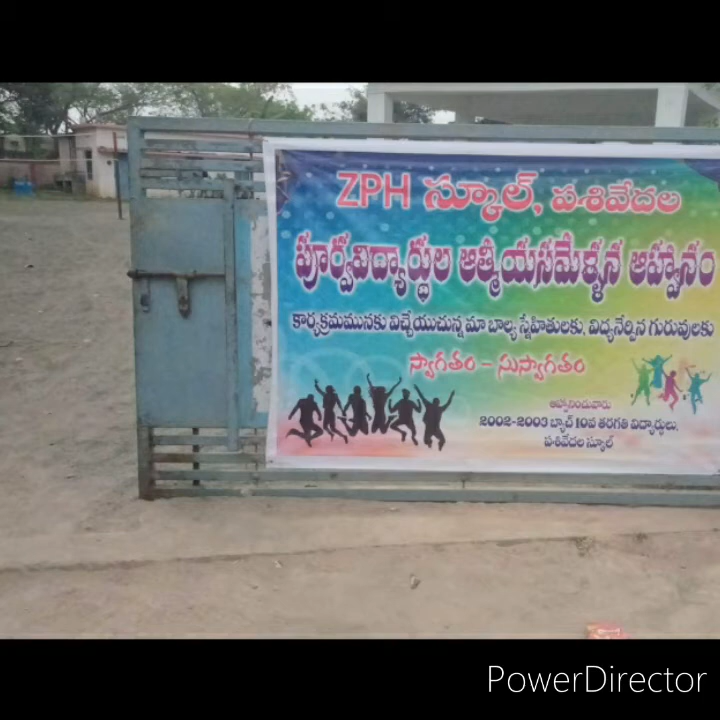 ZPH స్కూల్, పశివేదల
పూర్వవిద్యార్థుల ఆత్మీయసమ్మేళ్ళన ఆహ్వానం
కార్యక్రమమునకు విచ్చేయుచున్న మా బాల్య స్నేహితులకు, విద్యనేర్పిన గురువులకు
స్వాగతం - సుస్వాగతం
ఆహ్వానించువారు
2002-2003 బ్యాచ్ 10వ తరగతి విద్యార్థులు.
పశివేదల స్కూల్
PowerDirector